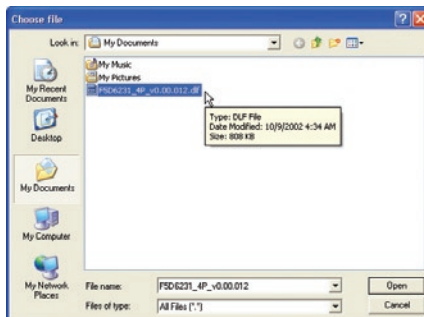 Choose file
Look in:
My Documents
My Recent
Documents
Desktop
My Documents
My Computer
My Network
Places
My Music
My Pictures
F5D6231_4P_v0.00.012.dlf
Type: DLF File
Date Modified: 10/9/2002 4:34 AM
Size: 808 KB
File name:
F5D6231_4P_v0.00.012
Open
Files of type:
All Files (*.*)
Cancel